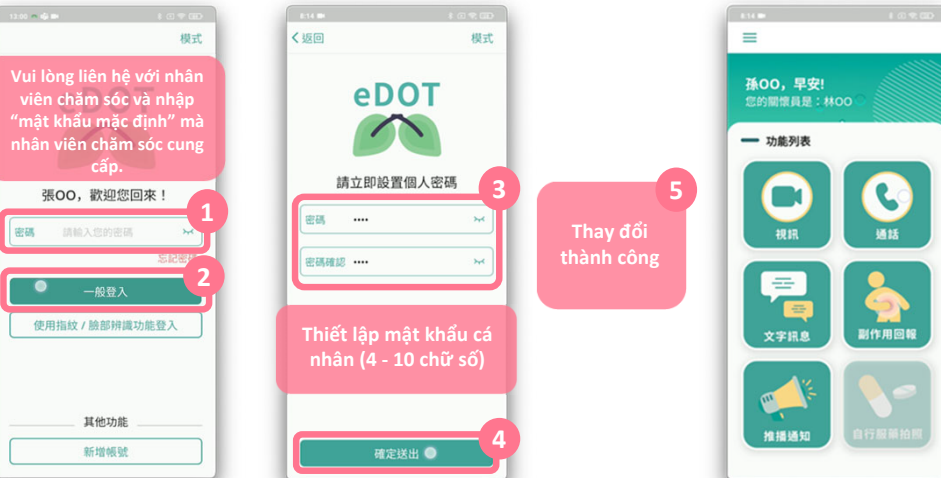 13:00
模式
Vui lòng liên hệ với nhân
viên chăm sóc và nhập
“mật khẩu mặc định” mà
nhân viên chăm sóc cung
cấp.
張OO，歡迎您回來！
1
密碼 請輸入您的密碼
忘記密碼
2
一般登入
使用指紋 / 臉部辨識功能登入
其他功能
新增帳號
8:14
返回
模式
eDOT
請立即設置個人密碼
3
密碼 ••••
密碼確認 ••••
Thiết lập mật khẩu cá
nhân (4 - 10 chữ số)
4
確定送出
5
Thay đổi
thành công
8:14
孫OO，早安!
您的關懷員是：林OO
功能列表
視訊
通話
文字訊息
副作用回報
推播通知
自行服藥拍照